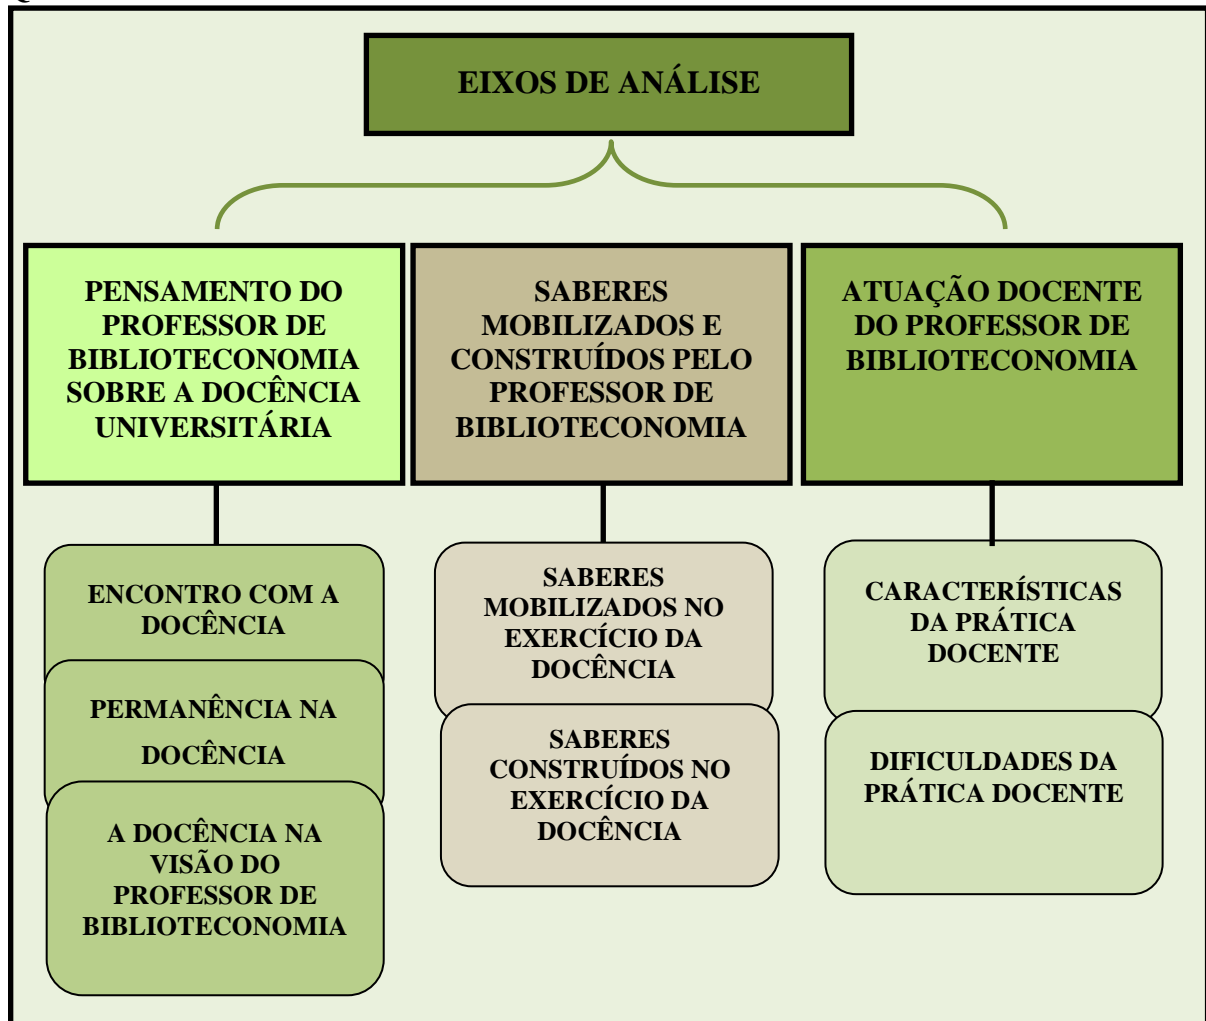 EIXOS DE ANÁLISE
PENSAMENTO DO
PROFESSOR DE
BIBLIOTECONOMIA
SOBRE A DOCÊNCIA
UNIVERSITÁRIA
SABERES
MOBILIZADOS E
CONSTRUÍDOS PELO
PROFESSOR DE
BIBLIOTECONOMIA
ATUAÇÃO DOCENTE
DO PROFESSOR DE
BIBLIOTECONOMIA
ENCONTRO COM A
DOCÊNCIA
PERMANÊNCIA NA
DOCÊNCIA
A DOCÊNCIA NA
VISÃO DO
PROFESSOR DE
BIBLIOTECONOMIA
SABERES
MOBILIZADOS NO
EXERCÍCIO DA
DOCÊNCIA
SABERES
CONSTRUÍDOS NO
EXERCÍCIO DA
DOCÊNCIA
CARACTERÍSTICAS
DA PRÁTICA
DOCENTE
DIFICULDADES DA
PRÁTICA DOCENTE